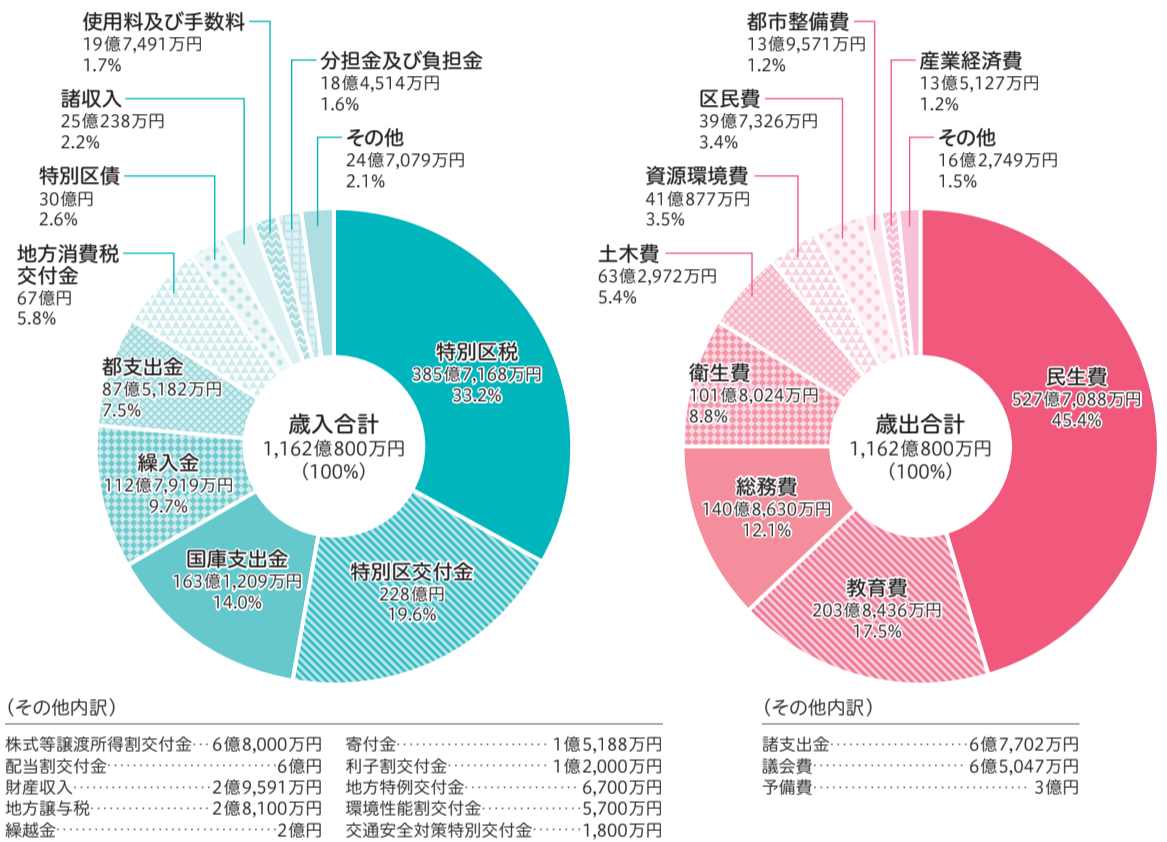 使用料及び手数料
19億7,491万円
1.7%
分担金及び負担金
18億4,514万円
1.6%
諸収入
25億238万円
2.2%
その他
24億7,079万円
2.1%
特別区債
30億円
2.6%
地方消費税
交付金
67億円
5.8%
都支出金
87億5,182万円
7.5%
繰入金
112億7,919万円
9.7%
国庫支出金
163億1,209万円
14.0%
特別区交付金
228億円
19.6%
特別区税
385億7,168万円
33.2%
歳入合計
1,162億800万円
(100%)
(その他内訳)
株式等譲渡所得割交付金…6億8,000万円
配当割交付金……………………6億円
財産収入……………………2億9,591万円
地方譲与税…………………2億8,100万円
繰越金……………………………2億円
寄付金………………………1億5,188万円
利子割交付金………………1億2,000万円
地方特例交付金………………6,700万円
環境性能割交付金……………5,700万円
交通安全対策特別交付金………1,800万円
都市整備費
13億9,571万円
1.2%
産業経済費
13億5,127万円
1.2%
区民費
39億7,326万円
3.4%
その他
16億2,749万円
1.5%
資源環境費
41億877万円
3.5%
土木費
63億2,972万円
5.4%
衛生費
101億8,024万円
8.8%
総務費
140億8,630万円
12.1%
教育費
203億8,436万円
17.5%
民生費
527億7,088万円
45.4%
歳出合計
1,162億800万円
(100%)
(その他内訳)
諸支出金……………………6億7,702万円
議会費………………………6億5,047万円
予備費……………………………3億円